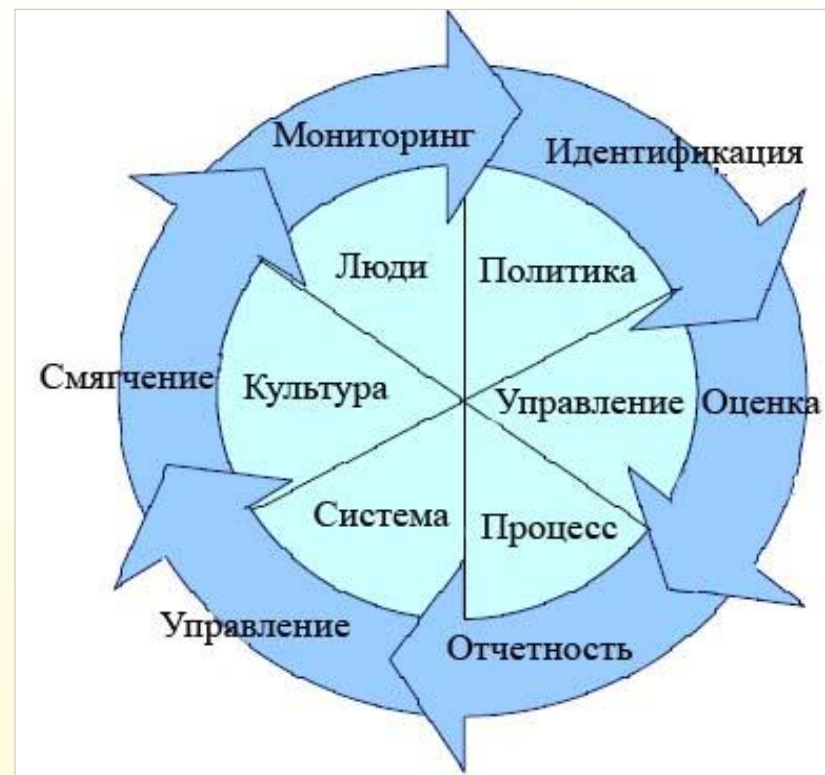 Мониторинг
Идентификация
Люди
Политика
Смягчение
Культура
Управление
Оценка
Система
Процесс
Управление
Отчетность